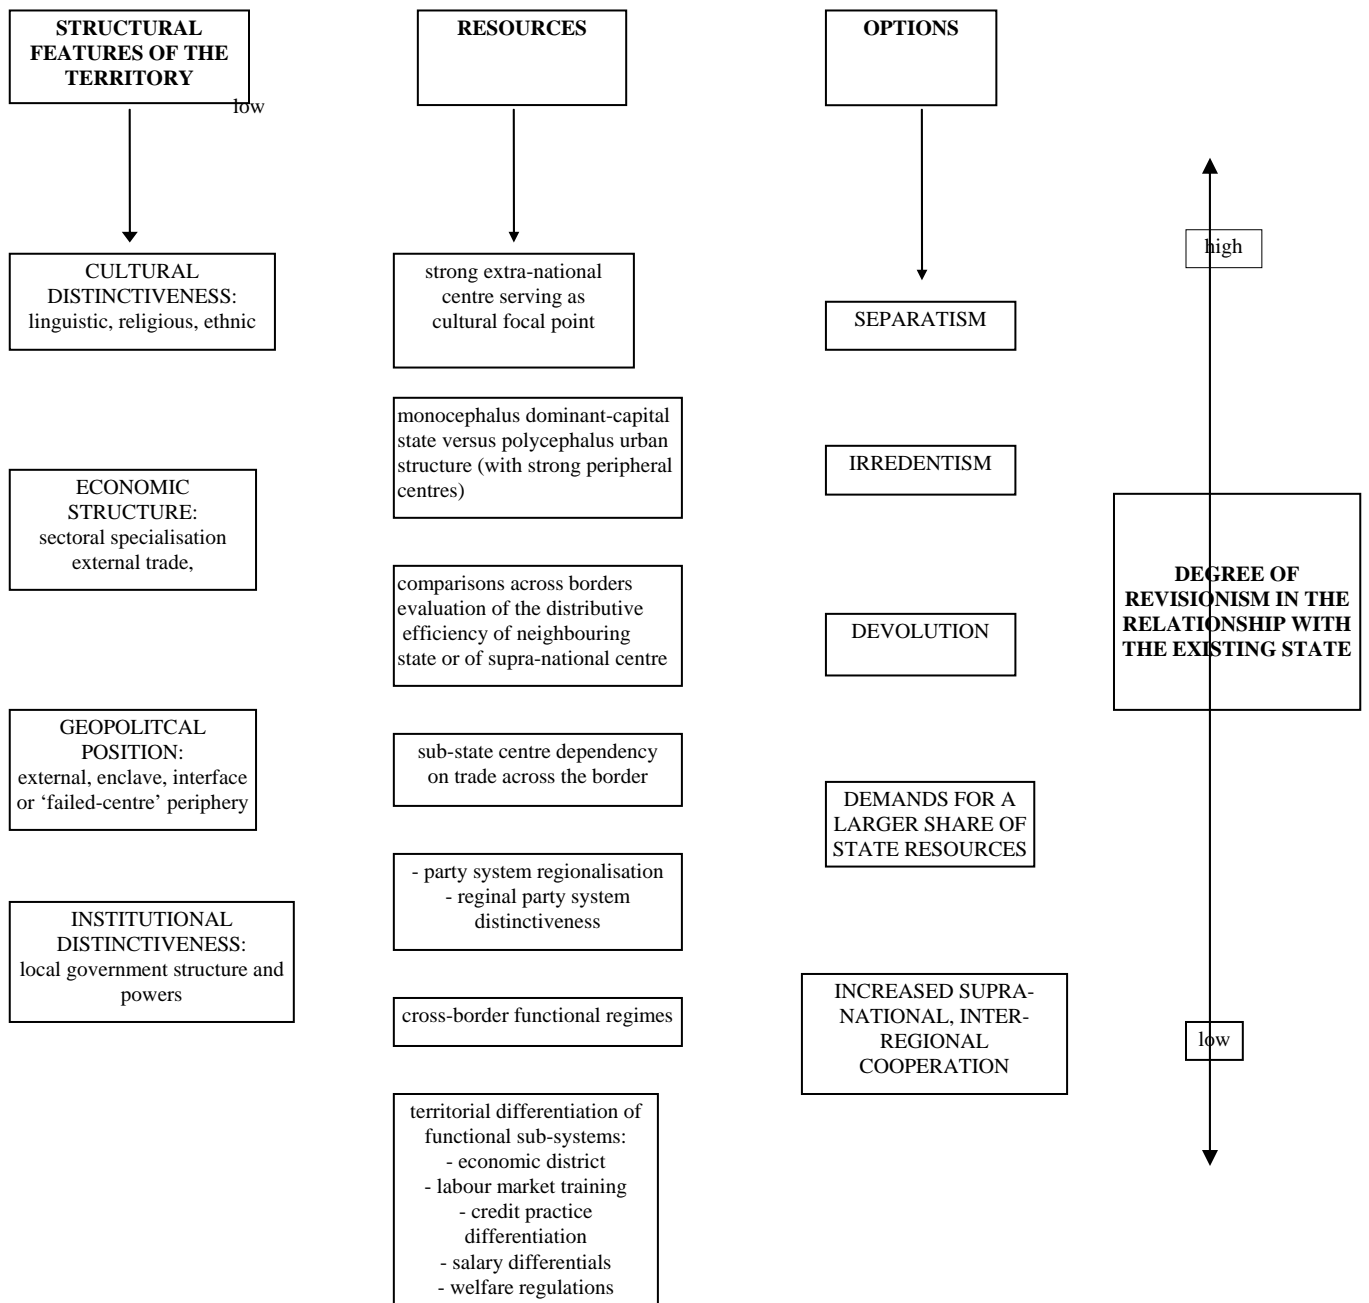 STRUCTURAL
FEATURES OF THE
TERRITORY
low
CULTURAL
DISTINCTIVENESS:
linguistic, religious, ethnic
ECONOMIC
STRUCTURE:
sectoral specialisation
external trade,
GEOPOLITCAL
POSITION:
external, enclave, interface
or ‘failed-centre’ periphery
INSTITUTIONAL
DISTINCTIVENESS:
local government structure and
powers
RESOURCES
strong extra-national
centre serving as
cultural focal point
monocephalus dominant-capital
state versus polycephalus urban
structure (with strong peripheral
centres)
comparisons across borders
evaluation of the distributive
efficiency of neighbouring
state or of supra-national centre
sub-state centre dependency
on trade across the border
- party system regionalisation
- reginal party system
distinctiveness
cross-border functional regimes
territorial differentiation of
functional sub-systems:
- economic district
- labour market training
- credit practice
differentiation
- salary differentials
- welfare regulations
OPTIONS
SEPARATISM
IRREDENTISM
DEVOLUTION
DEMANDS FOR A
LARGER SHARE OF
STATE RESOURCES
INCREASED SUPRA-
NATIONAL, INTER-
REGIONAL
COOPERATION
high
DEGREE OF
REVISIONISM IN THE
RELATIONSHIP WITH
THE EXISTING STATE
low